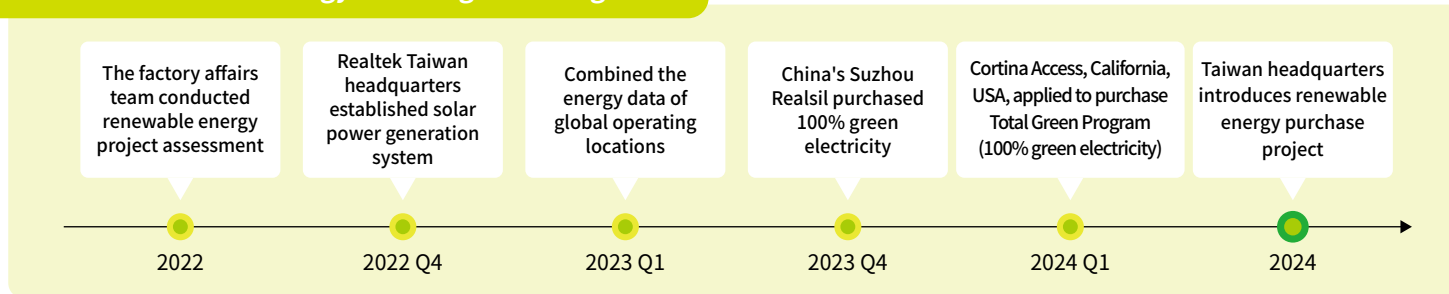 The factory affairs
team conducted
renewable energy
project assessment
Realtek Taiwan
headquarters
established solar
power generation
system
Combined the
energy data of
global operating
locations
China's Suzhou
Realsil purchased
100% green
electricity
Cortina Access, California,
USA, applied to purchase
Total Green Program
(100% green electricity)
Taiwan headquarters
introduces renewable
energy purchase
project
2022
2022 Q4
2023 Q1
2023 Q4
2024 Q1
2024